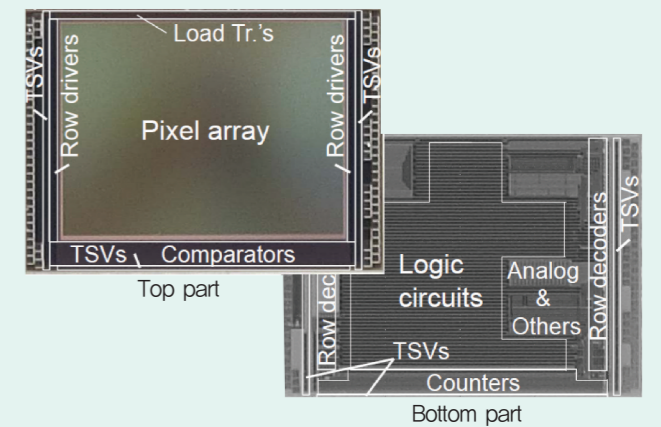 Load Tr.'s
TSVs
Row drivers
Pixel array
Row drivers
TSVs
TSVs
Comparators
Top part
Row dec
Logic
circuits
Analog
&
Others
Row decoders
TSVs
TSVs
Counters
Bottom part